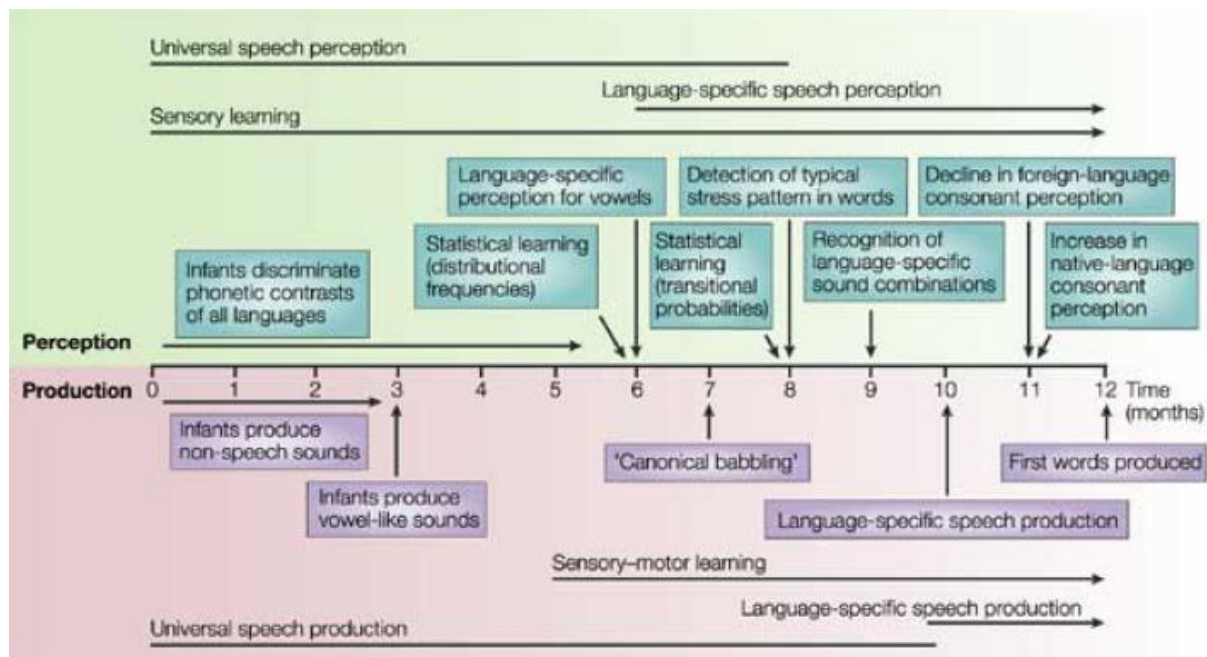 Universal speech perception
Language-specific speech perception
Sensory learning
Language-specific
perception for vowels
Detection of typical
stress pattern in words
Decline in foreign-language
consonant perception
Statistical learning
(distributional
frequencies)
Statistical
learning
(transitional
probabilities)
Recognition of
language-specific
sound combinations
Increase in
native-language
consonant
perception
Infants discriminate
phonetic contrasts
of all languages
Perception
Production
0 1 2 3 4 5 6 7 8 9 10 11 12 Time
(months)
Infants produce
non-speech sounds
Infants produce
vowel-like sounds
'Canonical babbling'
First words produced
Language-specific speech production
Sensory–motor learning
Language-specific speech production
Universal speech production